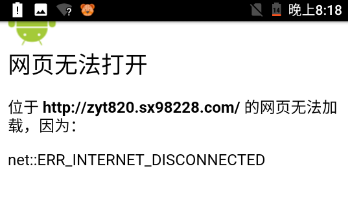 晚上8:18
网页无法打开
位于 http://zyt820.sx98228.com/ 的网页无法加
载，因为：
net::ERR_INTERNET_DISCONNECTED